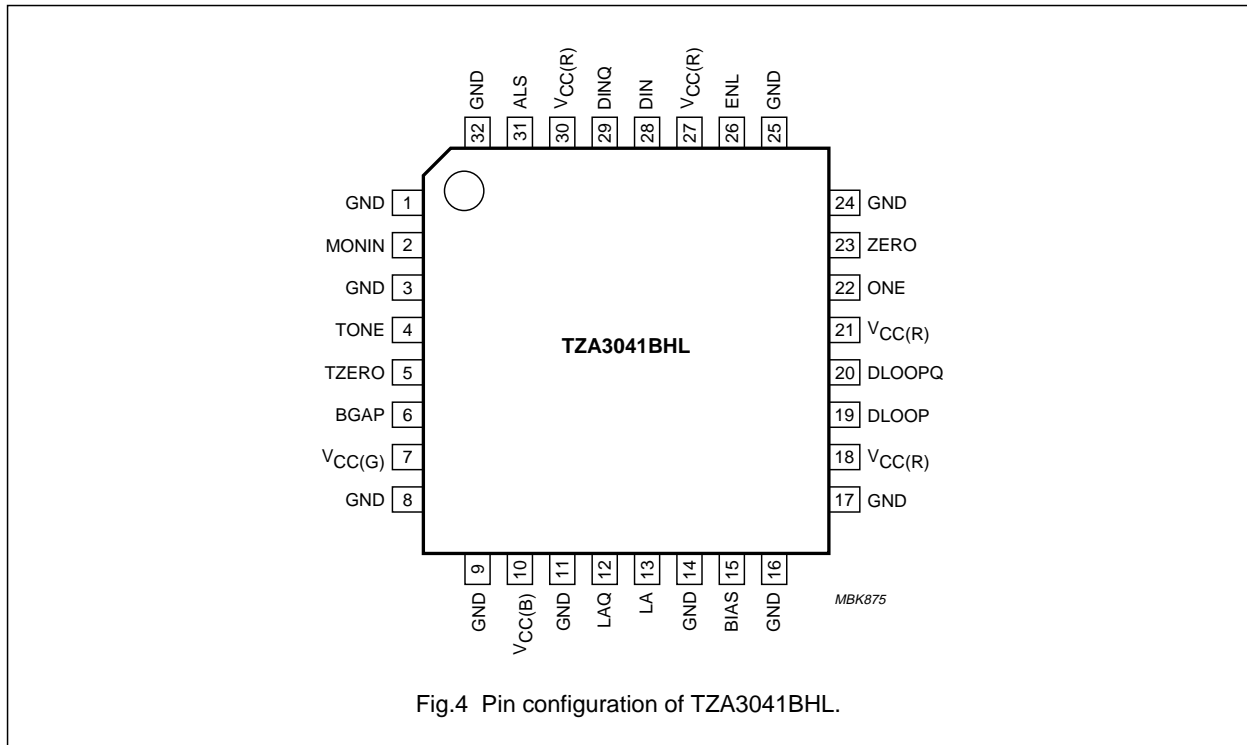 GND
ALS
VCC(R)
DINQ
DIN
VCC(R)
ENL
GND
32
31
30
29
28
27
26
25
GND 1
MONIN 2
GND 3
TONE 4
TZERO 5
BGAP 6
VCC(G) 7
GND 8
TZA3041BHL
24 GND
23 ZERO
22 ONE
21 VCC(R)
20 DLOOPQ
19 DLOOP
18 VCC(R)
17 GND
9
10
11
12
13
14
15
16
GND
VCC(B)
GND
LAQ
LA
GND
BIAS
GND
MBK875
Fig.4 Pin configuration of TZA3041BHL.